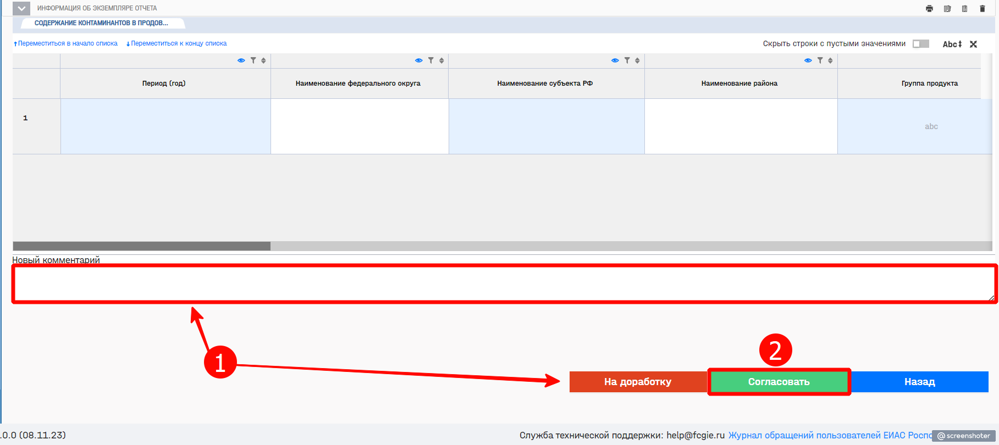 ИНФОРМАЦИЯ ОБ ЭКЗЕМПЛЯРЕ ОТЧЕТА
СОДЕРЖАНИЕ КОНТАМИНАНТОВ В ПРОДОВ...
Переместиться в начало списка Переместиться к концу списка
Скрыть строки с пустыми значениями Abc
Период (год) Наименование федерального округа Наименование субъекта РФ Наименование района Группа продукта
1
abc
Новый комментарий
1
2
На доработку Согласовать Назад
.0.0 (08.11.23) Служба технической поддержки: help@fcgie.ru Журнал обращений пользователей ЕИАС Роспо
@screenshoter